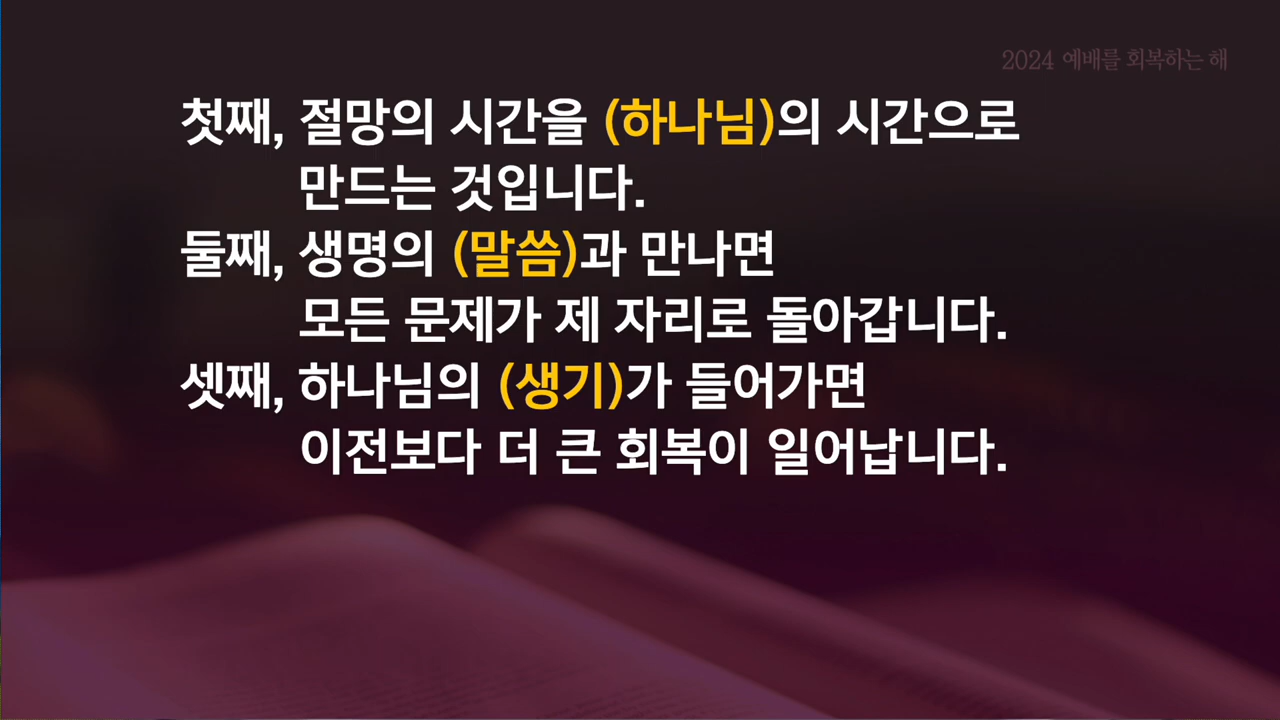 2024 예배를 회복하는 해
첫째, 절망의 시간을 (하나님)의 시간으로
만드는 것입니다.
둘째, 생명의 (말씀)과 만나면
모든 문제가 제 자리로 돌아갑니다.
셋째, 하나님의 (생기)가 들어가면
이전보다 더 큰 회복이 일어납니다.